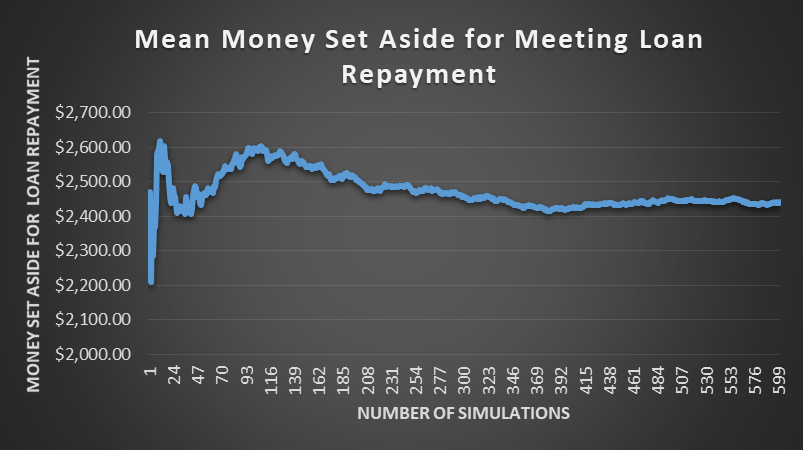 Mean Money Set Aside for Meeting Loan
Repayment
MONEY SET ASIDE FOR LOAN REPAYMENT
$2,700.00
$2,600.00
$2,500.00
$2,400.00
$2,300.00
$2,200.00
$2,100.00
$2,000.00
1 24 47 70 93 116 139 162 185 208 231 254 277 300 323 346 369 392 415 438 461 484 507 530 553 576 599
NUMBER OF SIMULATIONS